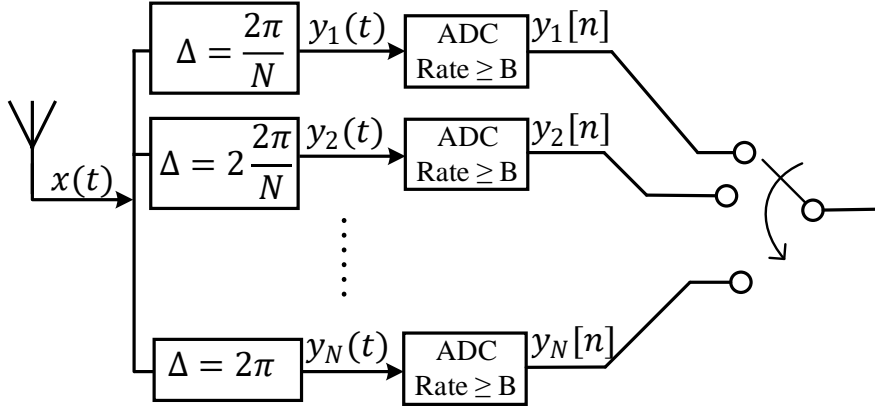 Δ = 2π/N
y₁(t)
ADC
Rate ≥ B
y₁[n]
x(t)
Δ = 2 2π/N
y₂(t)
ADC
Rate ≥ B
y₂[n]
Δ = 2π
y_N(t)
ADC
Rate ≥ B
y_N[n]